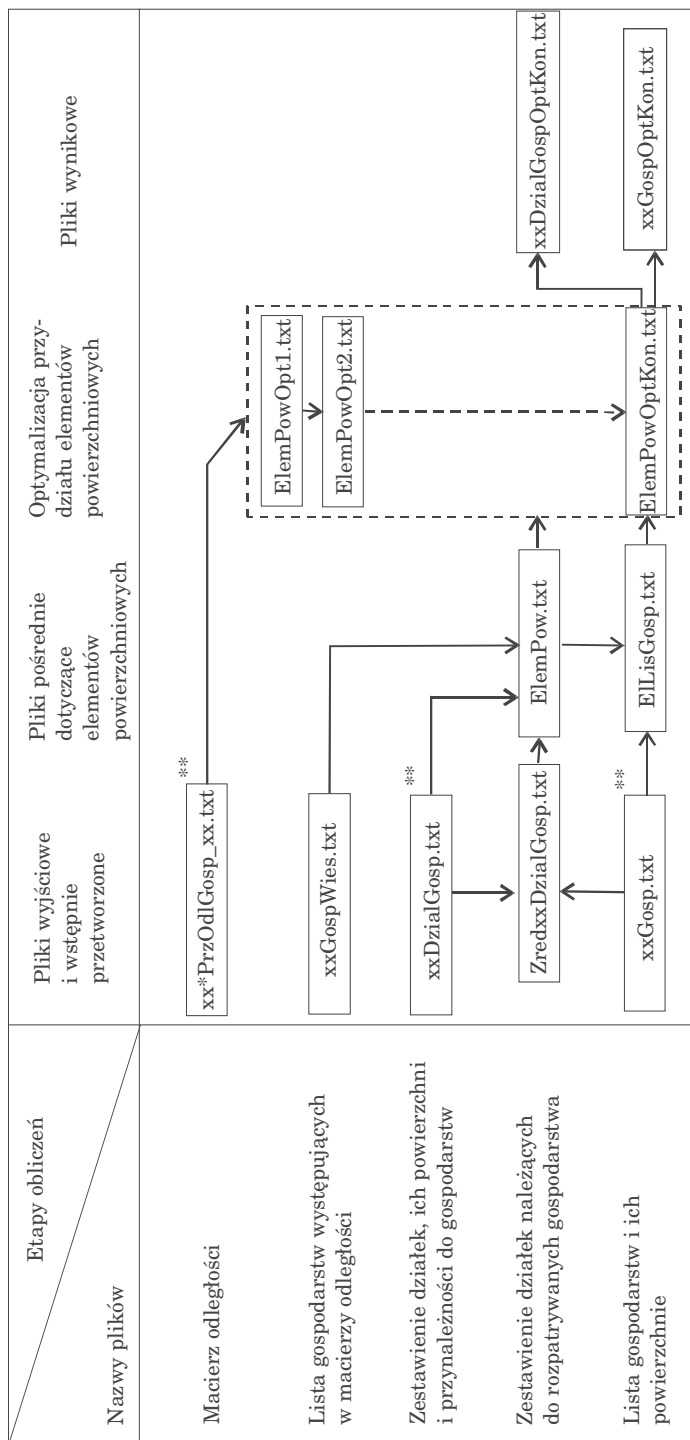 Etapy obliczeń
Nazwy plików
Pliki wyjściowe
i wstępnie
przetworzone
Pliki pośrednie
dotyczące
elementów
powierzchniowych
Optymalizacja przy-
działu elementów
powierzchniowych
Pliki wynikowe
Macierz odległości
xx*PrzOdlGosp_xx.txt
**
ElemPowOpt1.txt
ElemPowOpt2.txt
Lista gospodarstw występujących
w macierzy odległości
xxGospWies.txt
Zestawienie działek, ich powierzchni
i przynależności do gospodarstw
xxDzialGosp.txt
**
Zestawienie działek należących
do rozpatrywanych gospodarstwa
ZredxxDzialGosp.txt
ElemPow.txt
xxDzialGospOptKon.txt
Lista gospodarstw i ich
powierzchnie
xxGosp.txt
**
ElLisGosp.txt
ElemPowOptKon.txt
xxGospOptKon.txt